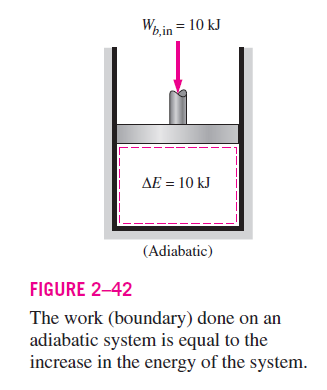 W_b,in = 10 kJ
ΔE = 10 kJ
(Adiabatic)
FIGURE 2–42
The work (boundary) done on an
adiabatic system is equal to the
increase in the energy of the system.